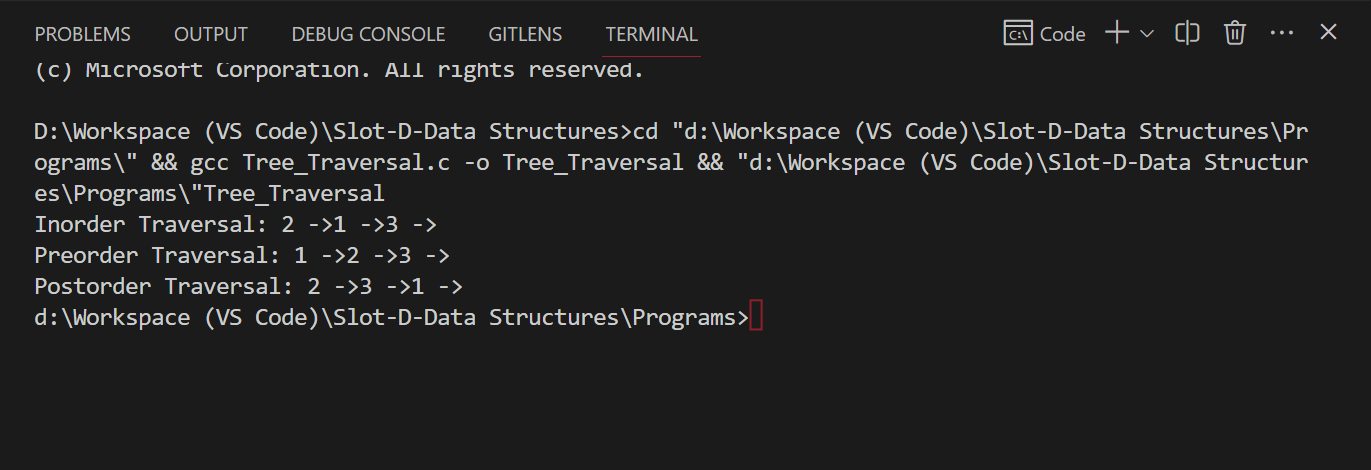 PROBLEMS OUTPUT DEBUG CONSOLE GITLENS TERMINAL C:\ Code
(c) Microsoft Corporation. All rights reserved.
D:\Workspace (VS Code)\Slot-D-Data Structures>cd "d:\Workspace (VS Code)\Slot-D-Data Structures\Pr
ograms\" && gcc Tree_Traversal.c -o Tree_Traversal && "d:\Workspace (VS Code)\Slot-D-Data Structur
es\Programs\"Tree_Traversal
Inorder Traversal: 2 ->1 ->3 ->
Preorder Traversal: 1 ->2 ->3 ->
Postorder Traversal: 2 ->3 ->1 ->
d:\Workspace (VS Code)\Slot-D-Data Structures\Programs>